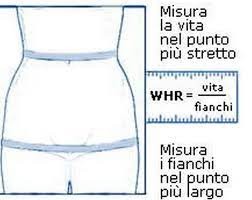 Misura
la vita
nel punto
più stretto
WHR = vita
fianchi
Misura
i fianchi
nel punto
più largo